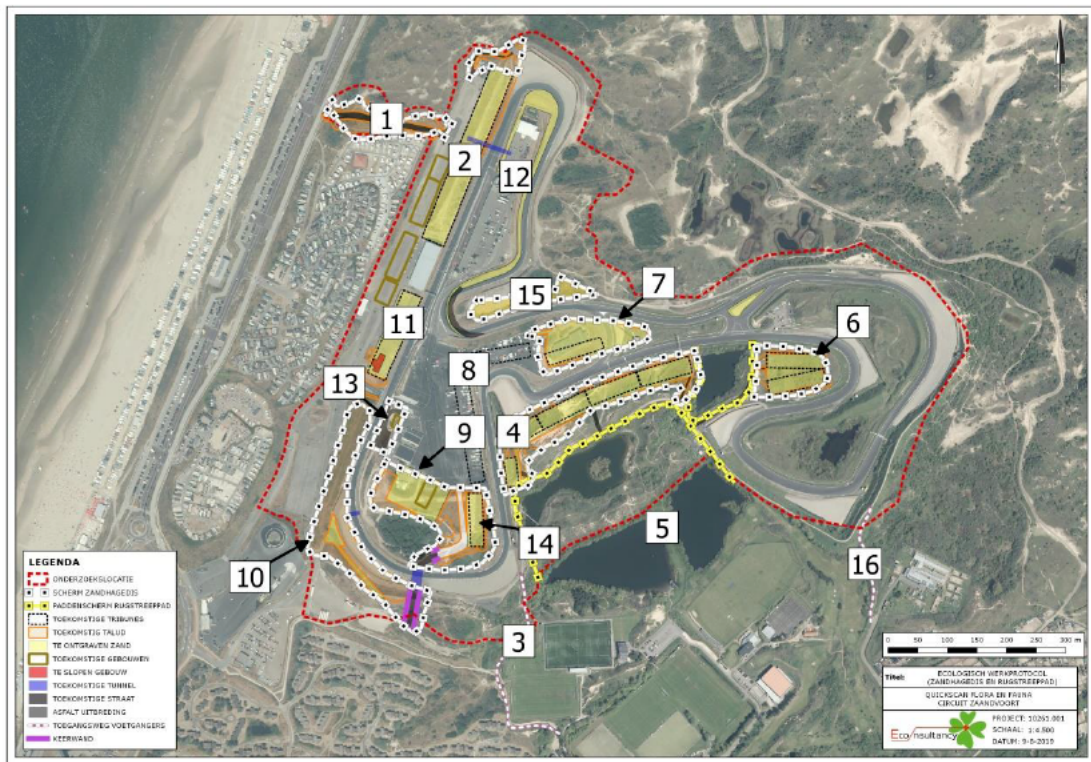 1
2
12
15
7
6
11
8
13
9
4
5
14
10
16
3
LEGENDA
ONDERZOEKSLOCATIE
SCHERM ZANDHAGEDIS
PADDENSCHERM RUGSTREEPPAD
TOEKOMSTIGE TRIBUNES
TOEKOMSTIG TALUD
TE ONTGRAVEN ZAND
TOEKOMSTIGE GEBOUWEN
TE SLOPEN GEBOUW
TOEKOMSTIGE TUNNEL
TOEKOMSTIGE STRAAT
ASFALT UITBREIDING
TOEGANGSWEG VOETGANGERS
KEERWAND
0 50 100 150 200 250 300 m
Titel: ECOLOGISCH WERKPROTOCOL
(ZANDHAGEDIS EN RUGSTREEPPAD)
QUICKSCAN FLORA EN FAUNA
CIRCUIT ZAANDVOORT
Econsultancy
PROJECT: 10261.001
SCHAAL: 1:4.500
DATUM: 9-8-2019